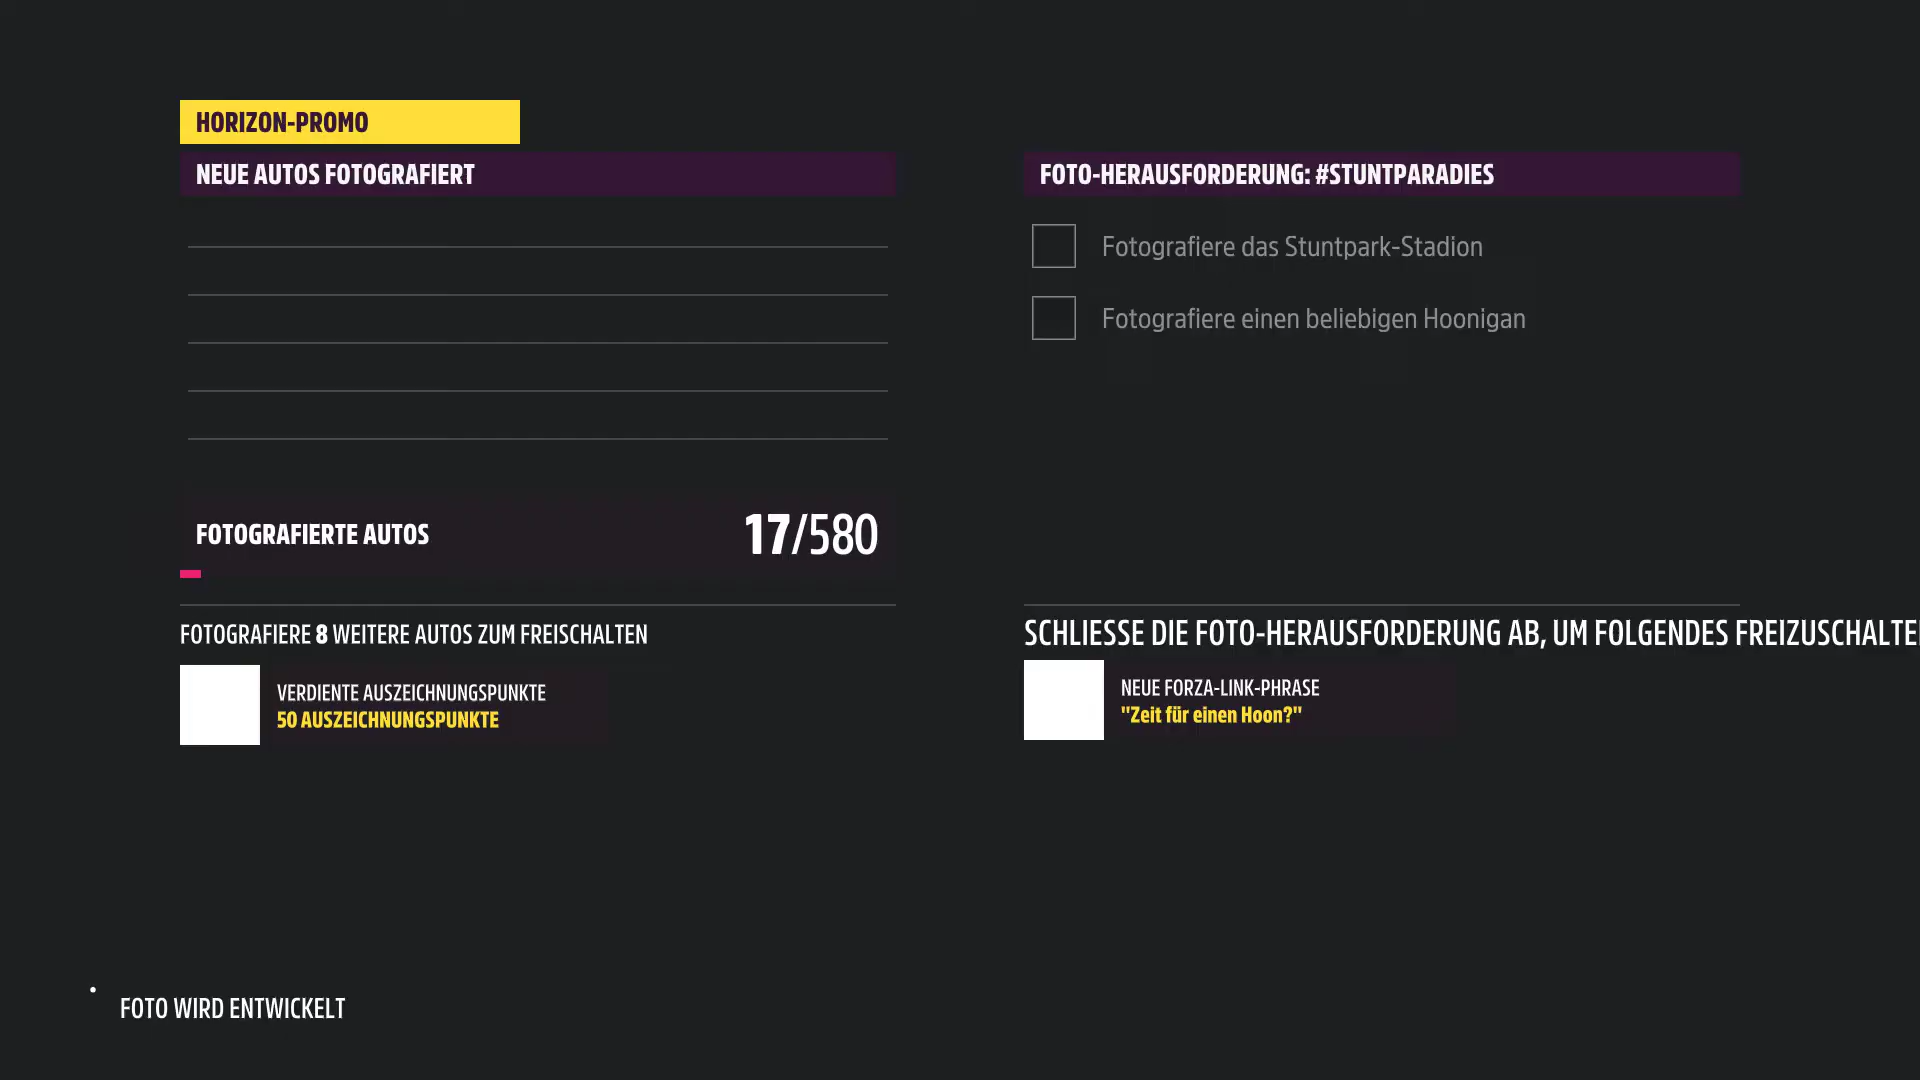 HORIZON-PROMO
NEUE AUTOS FOTOGRAFIERT
FOTOGRAFIERTE AUTOS 17/580
FOTOGRAFIERE 8 WEITERE AUTOS ZUM FREISCHALTEN
VERDIENTE AUSZEICHNUNGSPUNKTE
50 AUSZEICHNUNGSPUNKTE
FOTO-HERAUSFORDERUNG: #STUNTPARADIES
Fotografiere das Stuntpark-Stadion
Fotografiere einen beliebigen Hoonigan
SCHLIESSE DIE FOTO-HERAUSFORDERUNG AB, UM FOLGENDES FREIZUSCHALTE
NEUE FORZA-LINK-PHRASE
"Zeit für einen Hoon?"
FOTO WIRD ENTWICKELT